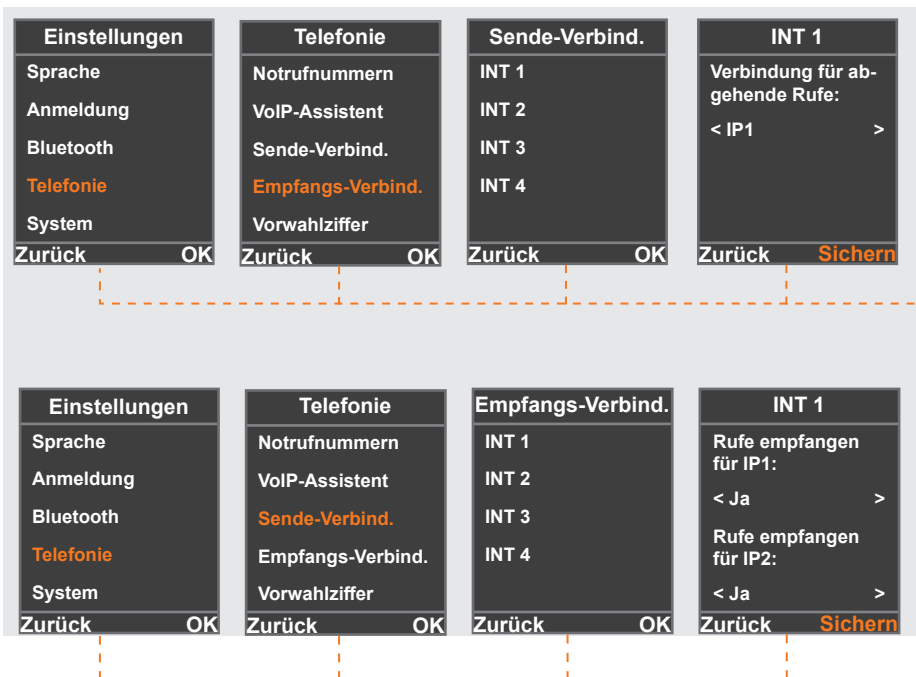 Einstellungen
Sprache
Anmeldung
Bluetooth
Telefonie
System
Zurück OK
Telefonie
Notrufnummern
VoIP-Assistent
Sende-Verbind.
Empfangs-Verbind.
Vorwahlziffer
Zurück OK
Sende-Verbind.
INT 1
INT 2
INT 3
INT 4
Zurück OK
INT 1
Verbindung für ab-
gehende Rufe:
< IP1 >
Zurück Sichern
Einstellungen
Sprache
Anmeldung
Bluetooth
Telefonie
System
Zurück OK
Telefonie
Notrufnummern
VoIP-Assistent
Sende-Verbind.
Empfangs-Verbind.
Vorwahlziffer
Zurück OK
Empfangs-Verbind.
INT 1
INT 2
INT 3
INT 4
Zurück OK
INT 1
Rufe empfangen
für IP1:
< Ja >
Rufe empfangen
für IP2:
< Ja >
Zurück Sichern